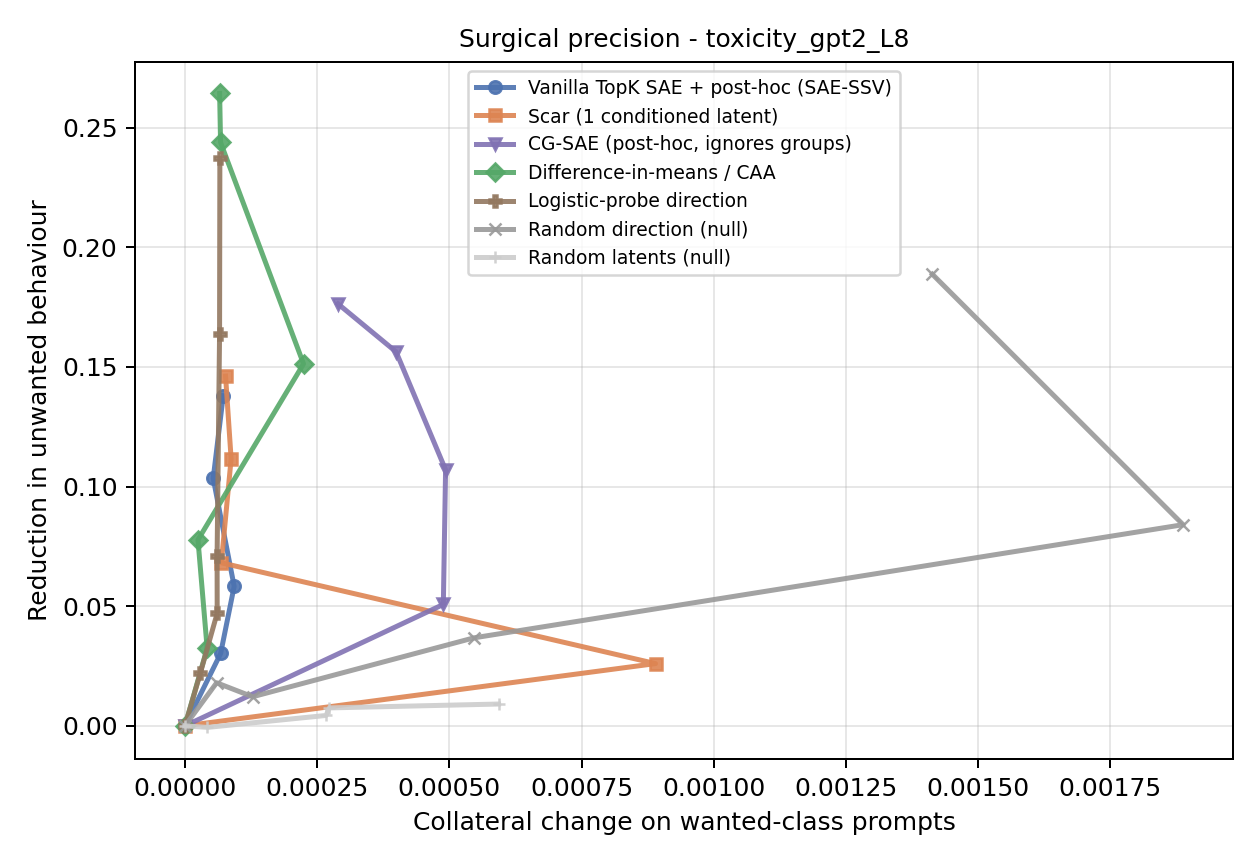 Surgical precision - toxicity_gpt2_L8
Vanilla TopK SAE + post-hoc (SAE-SSV)
Scar (1 conditioned latent)
CG-SAE (post-hoc, ignores groups)
Difference-in-means / CAA
Logistic-probe direction
Random direction (null)
Random latents (null)
Reduction in unwanted behaviour
0.25
0.20
0.15
0.10
0.05
0.00
0.00000 0.00025 0.00050 0.00075 0.00100 0.00125 0.00150 0.00175
Collateral change on wanted-class prompts